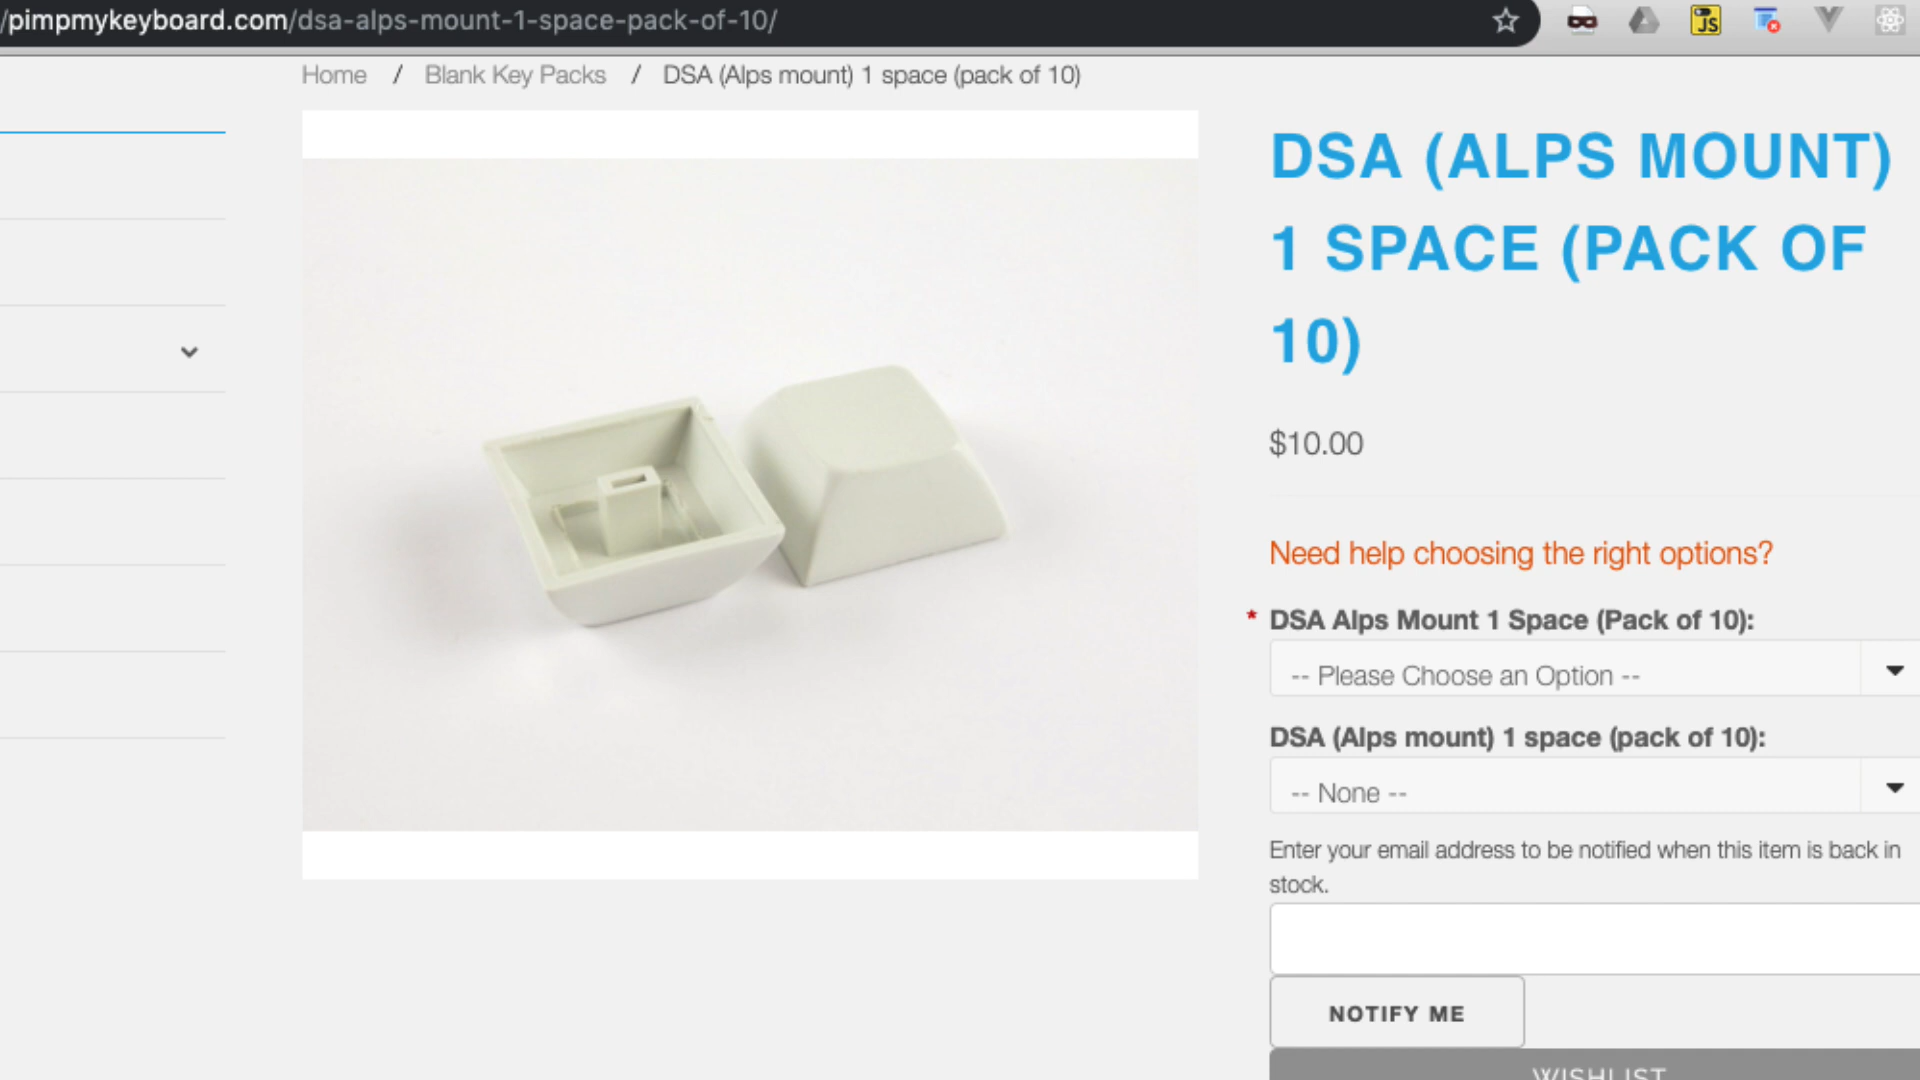 /pimpmykeyboard.com/dsa-alps-mount-1-space-pack-of-10/
JS
Home / Blank Key Packs / DSA (Alps mount) 1 space (pack of 10)
DSA (ALPS MOUNT)
1 SPACE (PACK OF
10)
$10.00
Need help choosing the right options?
* DSA Alps Mount 1 Space (Pack of 10):
-- Please Choose an Option --
DSA (Alps mount) 1 space (pack of 10):
-- None --
Enter your email address to be notified when this item is back in
stock.
NOTIFY ME
WISHLIST